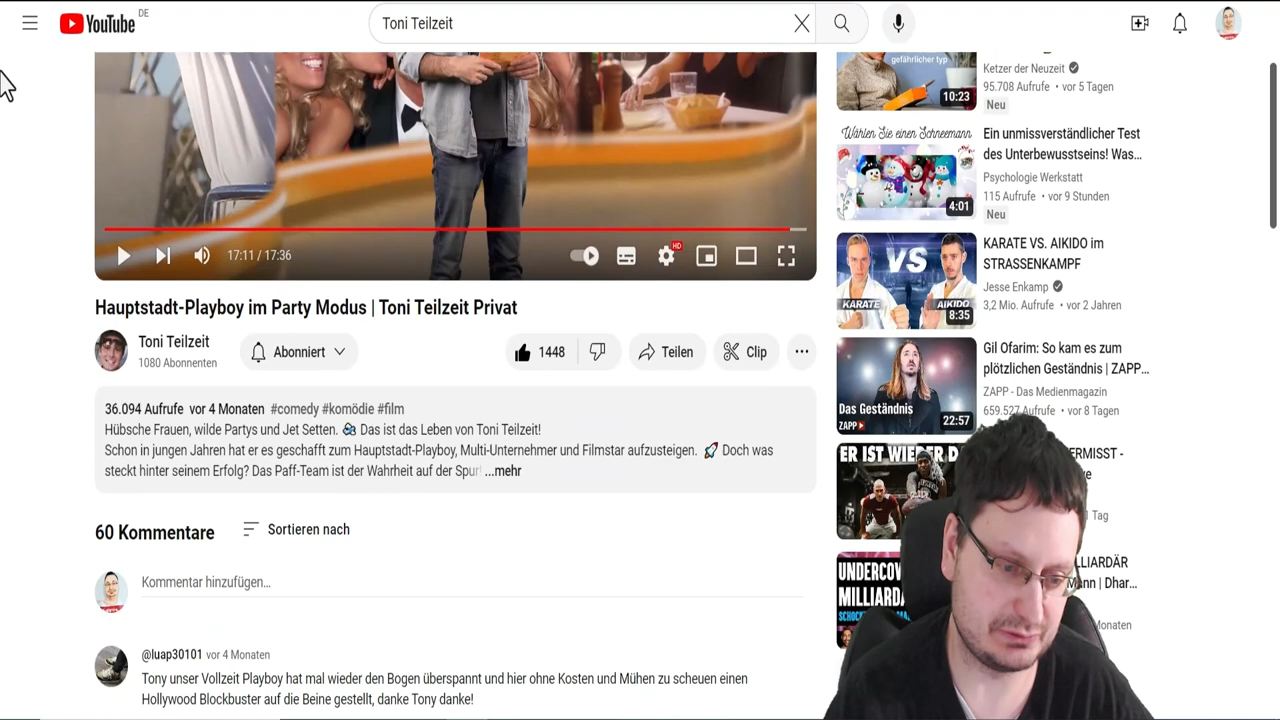 YouTube DE
Toni Teilzeit
gefährlicher typ
10:23
Ketzer der Neuzeit
95.708 Aufrufe • vor 5 Tagen
Neu
Wählen Sie einen Schneemann
4:01
Ein unmissverständlicher Test
des Unterbewusstseins! Was...
Psychologie Werkstatt
115 Aufrufe • vor 9 Stunden
Neu
VS
KARATE
AIKIDO
8:35
KARATE VS. AIKIDO im
STRASSENKAMPF
Jesse Enkamp
3,2 Mio. Aufrufe • vor 2 Jahren
Das Geständnis
ZAPP
22:57
Gil Ofarim: So kam es zum
plötzlichen Geständnis | ZAPP...
ZAPP - Das Medienmagazin
659.527 Aufrufe • vor 8 Tagen
ER IST WIEDER D
ERMISST -
1 Tag
UNDERCOV
MILLIARDA
LLIARDÄR
Mann | Dhar...
Monaten
17:11 / 17:36
HD
Hauptstadt-Playboy im Party Modus | Toni Teilzeit Privat
Toni Teilzeit
1080 Abonnenten
Abonniert
1448
Teilen
Clip
36.094 Aufrufe vor 4 Monaten #comedy #komödie #film
Hübsche Frauen, wilde Partys und Jet Setten. Das ist das Leben von Toni Teilzeit!
Schon in jungen Jahren hat er es geschafft zum Hauptstadt-Playboy, Multi-Unternehmer und Filmstar aufzusteigen. Doch was
steckt hinter seinem Erfolg? Das Paff-Team ist der Wahrheit auf der Spur! ...mehr
60 Kommentare
Sortieren nach
Kommentar hinzufügen...
@luap30101 vor 4 Monaten
Tony unser Vollzeit Playboy hat mal wieder den Bogen überspannt und hier ohne Kosten und Mühen zu scheuen einen
Hollywood Blockbuster auf die Beine gestellt, danke Tony danke!